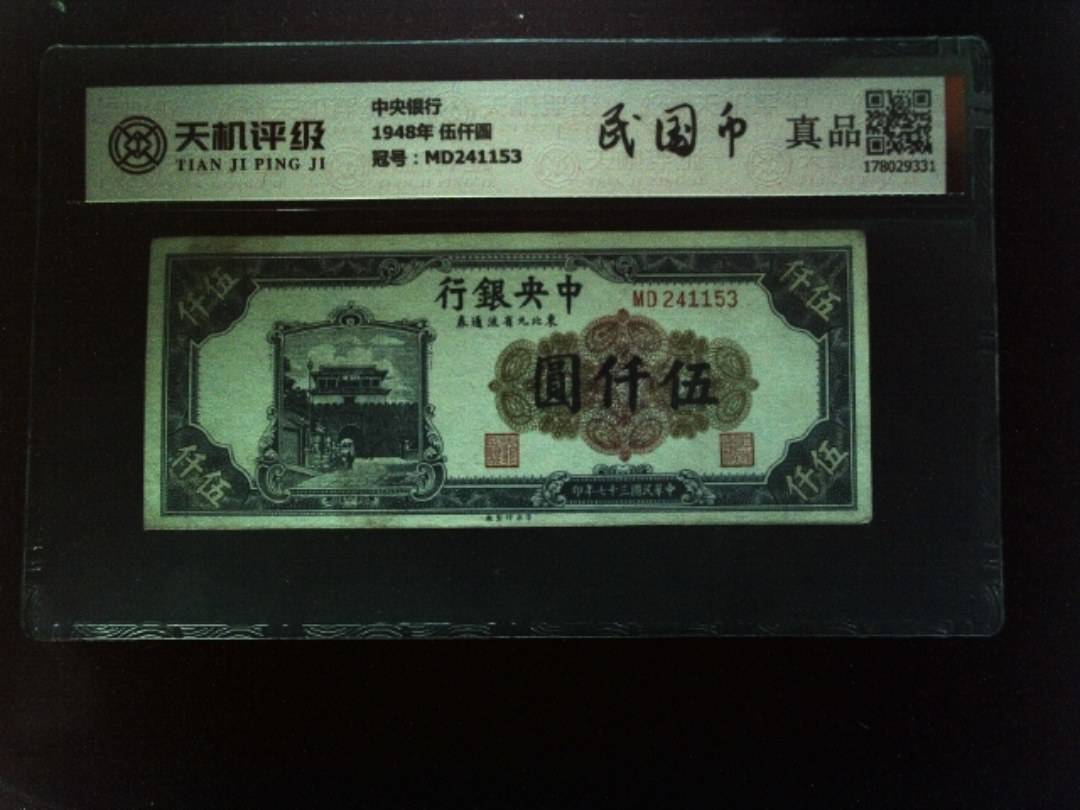 天机评级
TIAN JI PING JI
中央银行
1948年 伍仟圆
冠号：MD241153
民国币
真品
178029331
仟伍
仟伍
行銀央中
MD241153
券通流省九北東
圓仟伍
仟伍
仟伍
印年七十三國民華中